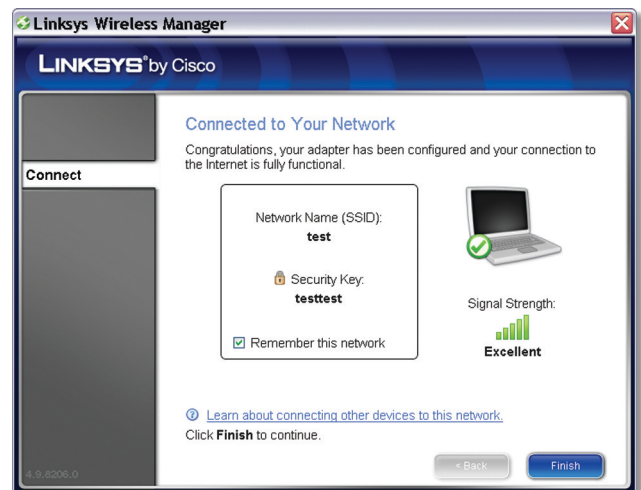 Linksys Wireless Manager
LINKSYS® by Cisco
Connected to Your Network
Congratulations, your adapter has been configured and your connection to
the Internet is fully functional.
Connect
Network Name (SSID):
test
Security Key:
testtest
Remember this network
Signal Strength:
Excellent
Learn about connecting other devices to this network.
Click Finish to continue.
4.9.8206.0
< Back
Finish